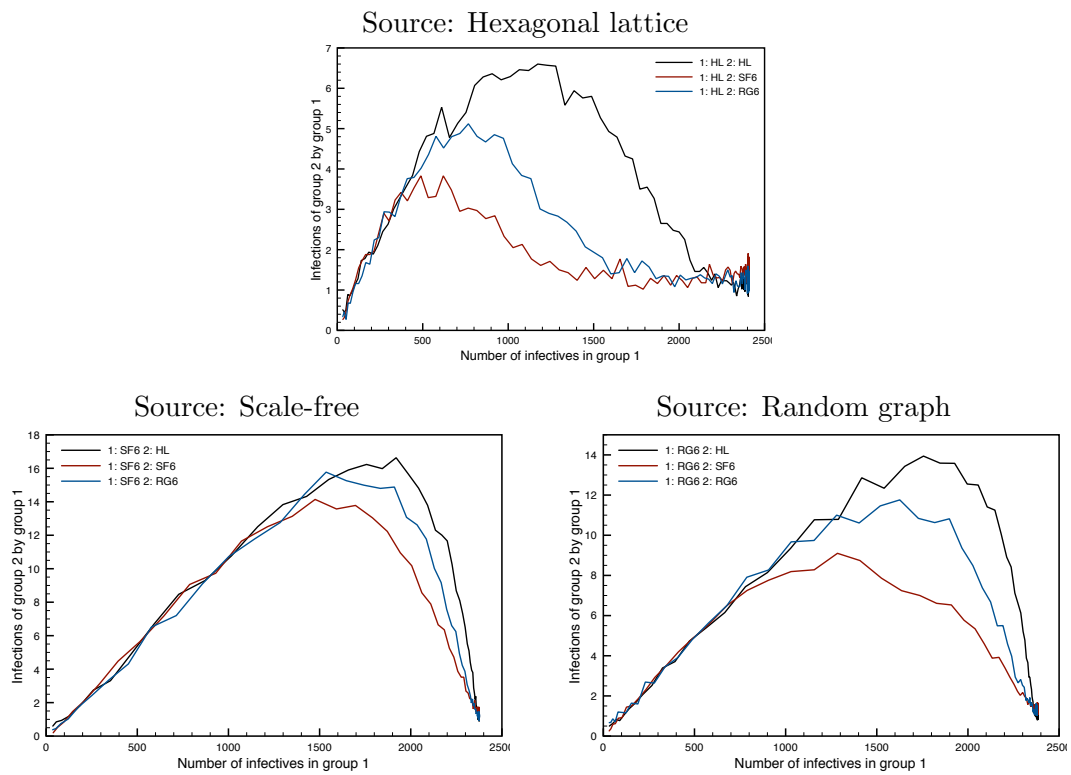 Source: Hexagonal lattice
7
6
5
4
3
2
1
0
Infections of group 2 by group 1
1: HL 2: HL
1: HL 2: SF6
1: HL 2: RG6
0 500 1000 1500 2000 2500
Number of infectives in group 1
Source: Scale-free
18
16
14
12
10
8
6
4
2
0
Infections of group 2 by group 1
1: SF6 2: HL
1: SF6 2: SF6
1: SF6 2: RG6
0 500 1000 1500 2000 2500
Number of infectives in group 1
Source: Random graph
14
12
10
8
6
4
2
0
Infections of group 2 by group 1
1: RG6 2: HL
1: RG6 2: SF6
1: RG6 2: RG6
0 500 1000 1500 2000 2500
Number of infectives in group 1